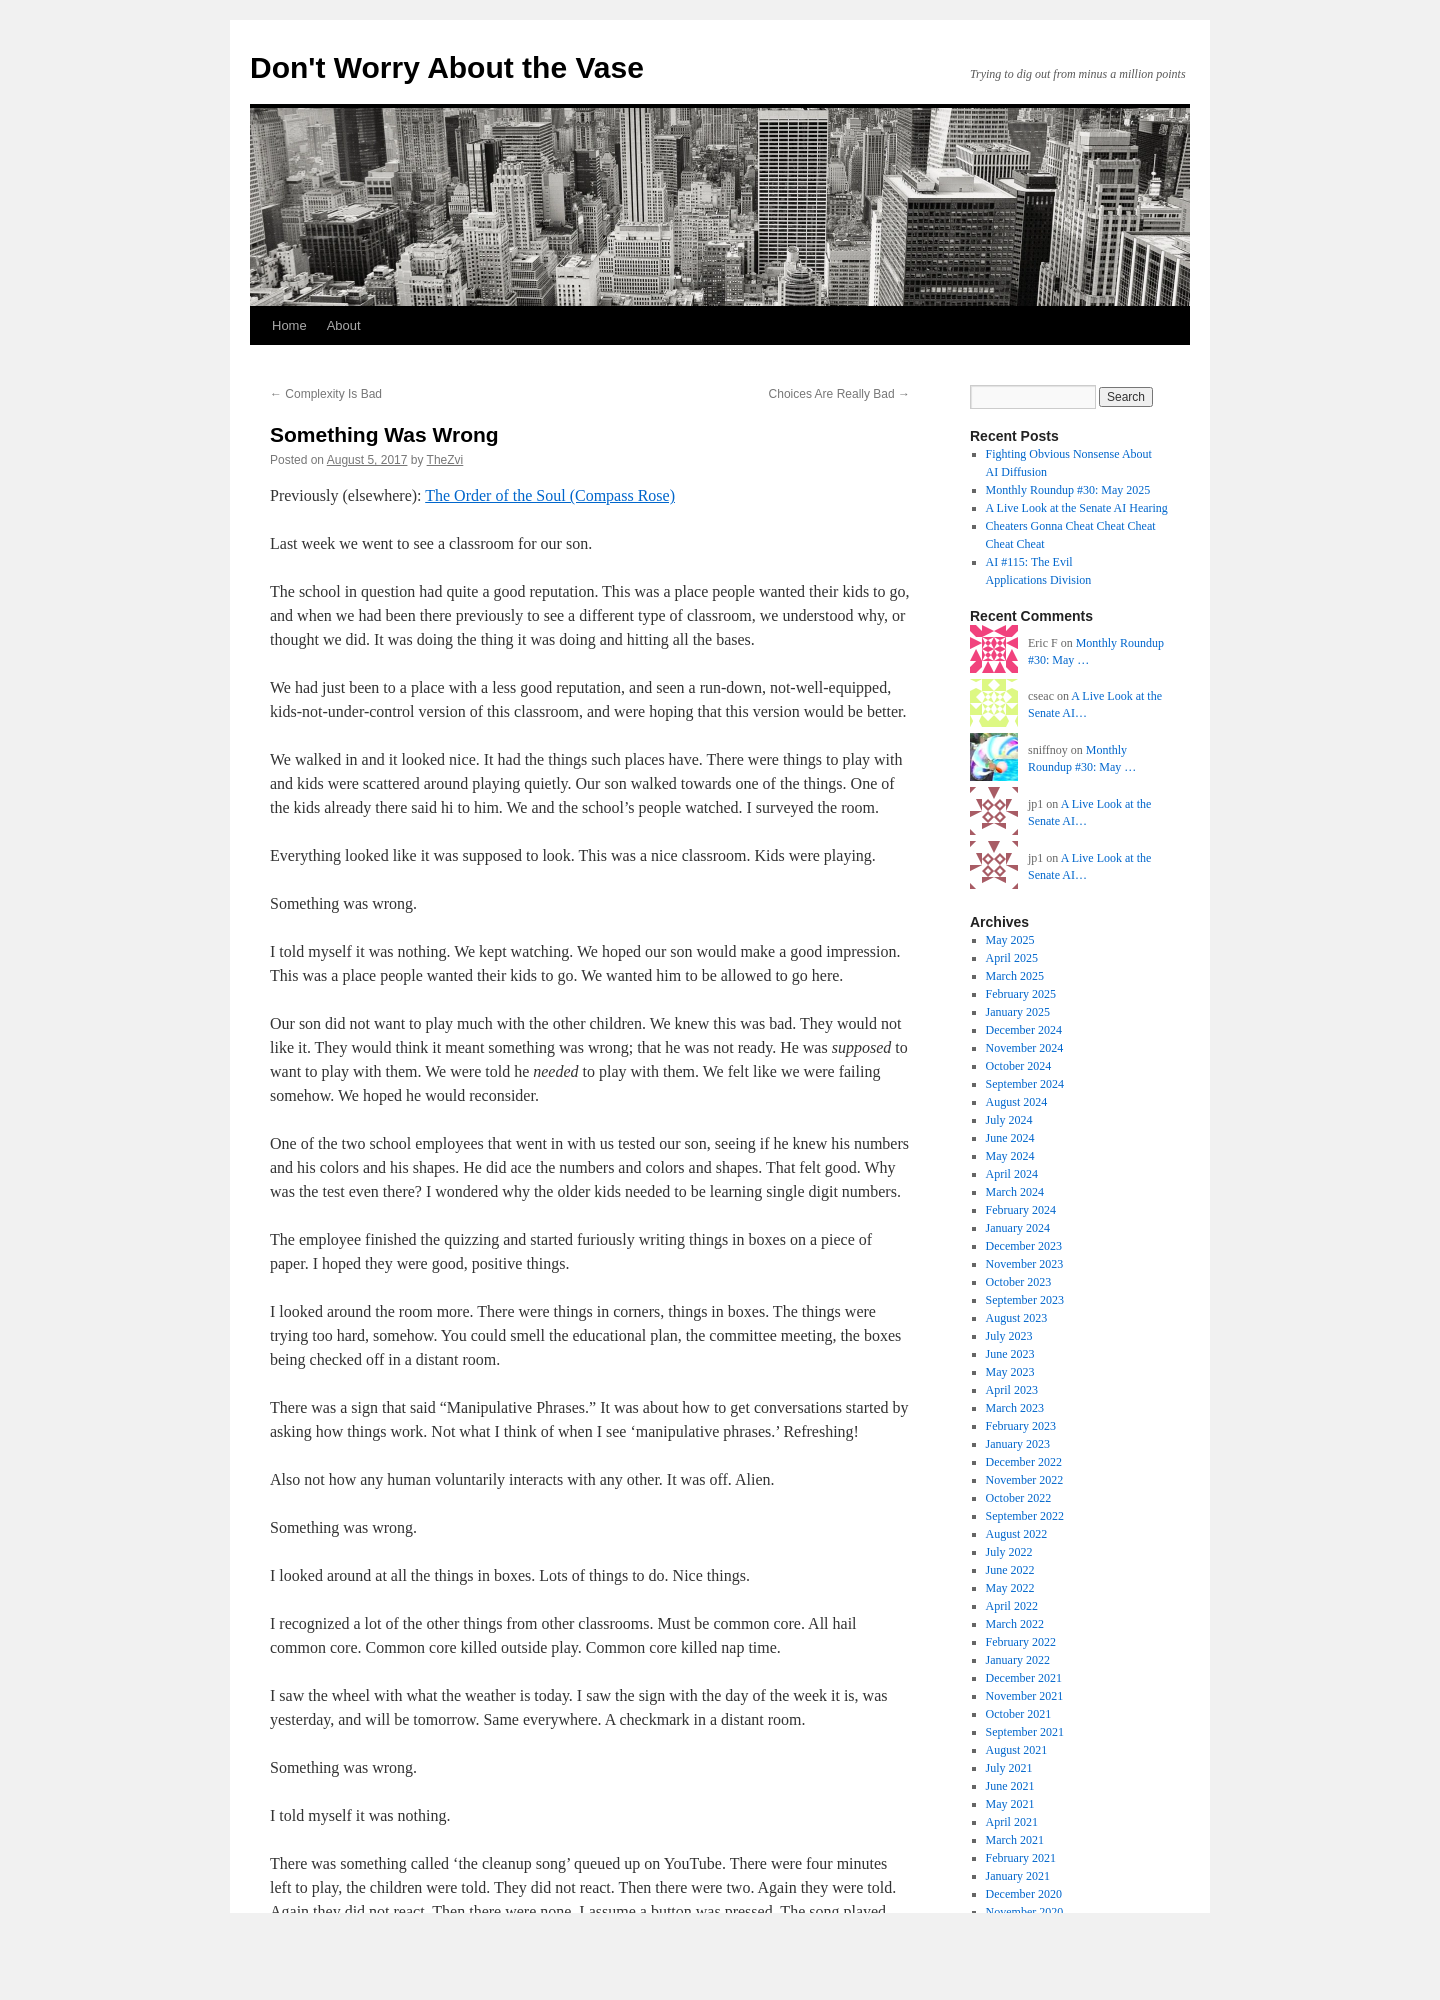 Don't Worry About the Vase
Trying to dig out from minus a million points
Home
About
← Complexity Is Bad
Choices Are Really Bad →
Something Was Wrong
Posted on August 5, 2017 by TheZvi
Previously (elsewhere): The Order of the Soul (Compass Rose)
Last week we went to see a classroom for our son.
The school in question had quite a good reputation. This was a place people wanted their kids to go,
and when we had been there previously to see a different type of classroom, we understood why, or
thought we did. It was doing the thing it was doing and hitting all the bases.
We had just been to a place with a less good reputation, and seen a run-down, not-well-equipped,
kids-not-under-control version of this classroom, and were hoping that this version would be better.
We walked in and it looked nice. It had the things such places have. There were things to play with
and kids were scattered around playing quietly. Our son walked towards one of the things. One of
the kids already there said hi to him. We and the school’s people watched. I surveyed the room.
Everything looked like it was supposed to look. This was a nice classroom. Kids were playing.
Something was wrong.
I told myself it was nothing. We kept watching. We hoped our son would make a good impression.
This was a place people wanted their kids to go. We wanted him to be allowed to go here.
Our son did not want to play much with the other children. We knew this was bad. They would not
like it. They would think it meant something was wrong; that he was not ready. He was supposed to
want to play with them. We were told he needed to play with them. We felt like we were failing
somehow. We hoped he would reconsider.
One of the two school employees that went in with us tested our son, seeing if he knew his numbers
and his colors and his shapes. He did ace the numbers and colors and shapes. That felt good. Why
was the test even there? I wondered why the older kids needed to be learning single digit numbers.
The employee finished the quizzing and started furiously writing things in boxes on a piece of
paper. I hoped they were good, positive things.
I looked around the room more. There were things in corners, things in boxes. The things were
trying too hard, somehow. You could smell the educational plan, the committee meeting, the boxes
being checked off in a distant room.
There was a sign that said “Manipulative Phrases.” It was about how to get conversations started by
asking how things work. Not what I think of when I see ‘manipulative phrases.’ Refreshing!
Also not how any human voluntarily interacts with any other. It was off. Alien.
Something was wrong.
I looked around at all the things in boxes. Lots of things to do. Nice things.
I recognized a lot of the other things from other classrooms. Must be common core. All hail
common core. Common core killed outside play. Common core killed nap time.
I saw the wheel with what the weather is today. I saw the sign with the day of the week it is, was
yesterday, and will be tomorrow. Same everywhere. A checkmark in a distant room.
Something was wrong.
I told myself it was nothing.
There was something called ‘the cleanup song’ queued up on YouTube. There were four minutes
left to play, the children were told. They did not react. Then there were two. Again they were told.
Again they did not react. Then there were none. I assume a button was pressed. The song played
Search
Recent Posts
Fighting Obvious Nonsense About
AI Diffusion
Monthly Roundup #30: May 2025
A Live Look at the Senate AI Hearing
Cheaters Gonna Cheat Cheat Cheat
Cheat Cheat
AI #115: The Evil
Applications Division
Recent Comments
Eric F on Monthly Roundup
#30: May …
cseac on A Live Look at the
Senate AI…
sniffnoy on Monthly
Roundup #30: May …
jp1 on A Live Look at the
Senate AI…
jp1 on A Live Look at the
Senate AI…
Archives
May 2025
April 2025
March 2025
February 2025
January 2025
December 2024
November 2024
October 2024
September 2024
August 2024
July 2024
June 2024
May 2024
April 2024
March 2024
February 2024
January 2024
December 2023
November 2023
October 2023
September 2023
August 2023
July 2023
June 2023
May 2023
April 2023
March 2023
February 2023
January 2023
December 2022
November 2022
October 2022
September 2022
August 2022
July 2022
June 2022
May 2022
April 2022
March 2022
February 2022
January 2022
December 2021
November 2021
October 2021
September 2021
August 2021
July 2021
June 2021
May 2021
April 2021
March 2021
February 2021
January 2021
December 2020
November 2020